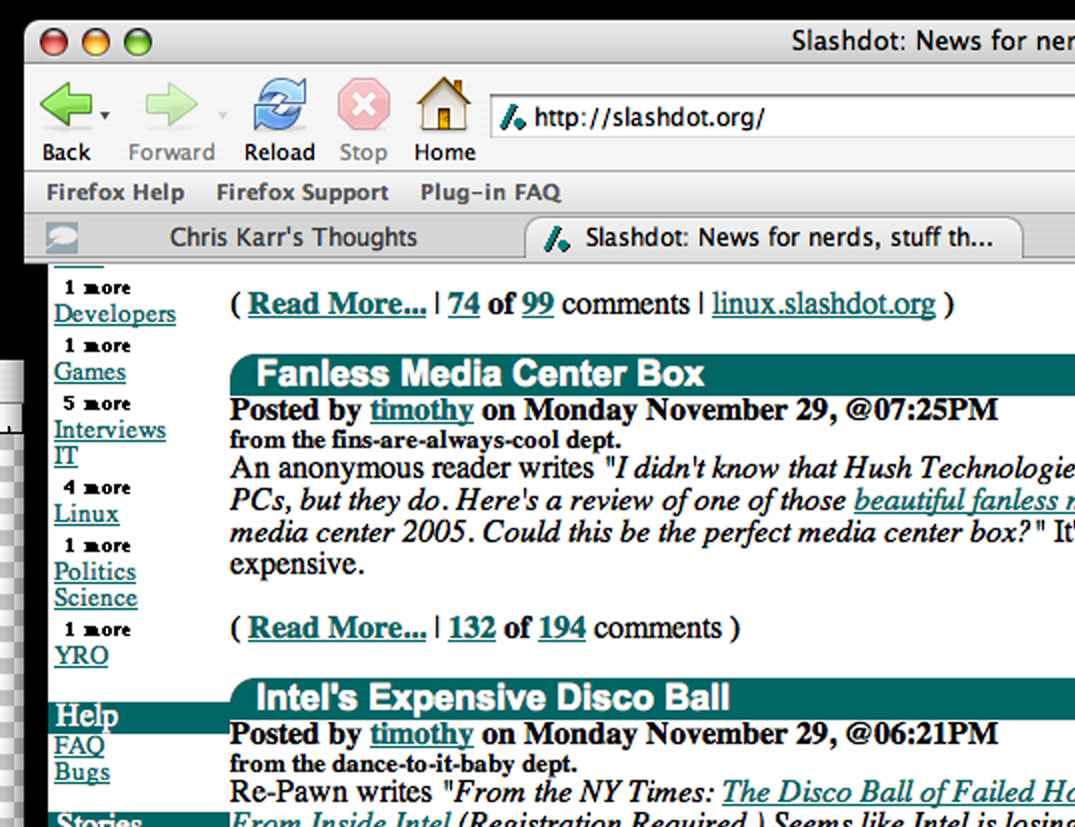 Slashdot: News for
Back Forward Reload Stop Home
http://slashdot.org/
Firefox Help Firefox Support Plug-in FAQ
Chris Karr's Thoughts
Slashdot: News for nerds, stuff th...
1 more
Developers
1 more
Games
5 more
Interviews
IT
4 more
Linux
1 more
Politics
Science
1 more
YRO
Help
FAQ
Bugs
Stories
( Read More... | 74 of 99 comments | linux.slashdot.org )
Fanless Media Center Box
Posted by timothy on Monday November 29, @07:25PM
from the fins-are-always-cool dept.
An anonymous reader writes "I didn't know that Hush Technologie
PCs, but they do. Here's a review of one of those beautiful fanless
media center 2005. Could this be the perfect media center box?" It'
expensive.
( Read More... | 132 of 194 comments )
Intel's Expensive Disco Ball
Posted by timothy on Monday November 29, @06:21PM
from the dance-to-it-baby dept.
Re-Pawn writes "From the NY Times: The Disco Ball of Failed Ho
From Inside Intel (Registration Required.) Seems like Intel is losing